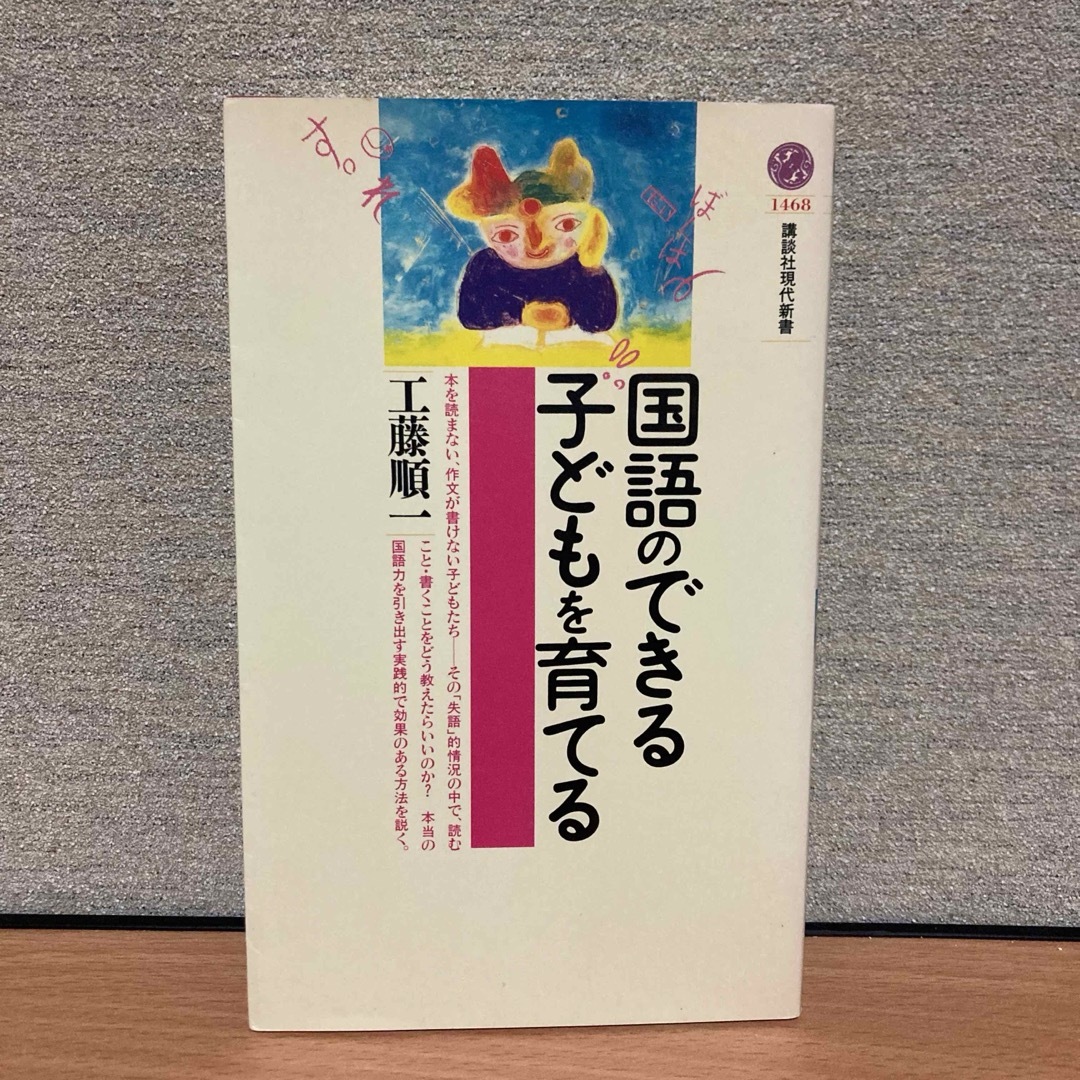 1468
講談社現代新書
国語のできる
子どもを育てる
本を読まない、作文が書けない子どもたち――その「失語」的情況の中で、読む
こと・書くことをどう教えたらいいのか？ 本当の
国語力を引き出す実践的で効果のある方法を説く。
工藤順一